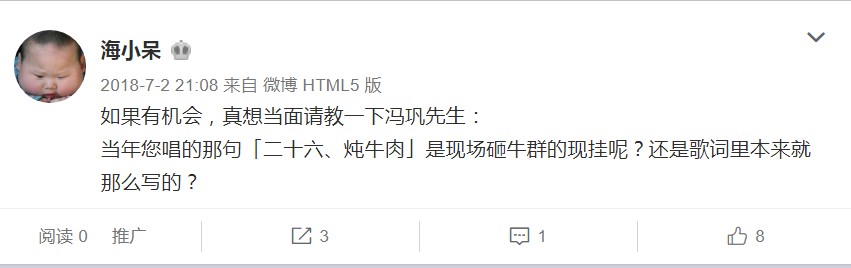 海小呆
2018-7-2 21:08 来自 微博 HTML5 版
如果有机会，真想当面请教一下冯巩先生：
当年您唱的那句「二十六、炖牛肉」是现场砸牛群的现挂呢？还是歌词里本来就
那么写的？
阅读 0 推广 3 1 8